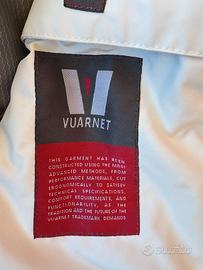 VUARNET
THIS GARMENT HAS BEEN
CONSTRUCTED USING THE MOST
ADVANCED METHODS, FROM
PERFORMANCE MATERIALS, CUT
ERGONOMICALLY TO SATISFY
TECHNICAL SPECIFICATIONS,
COMFORT REQUIREMENTS, AND
FUNCTIONABILITY, AS THE
TRADITION AND THE FUTURE OF THE
VUARNET TRADEMARK DEMANDS
subito